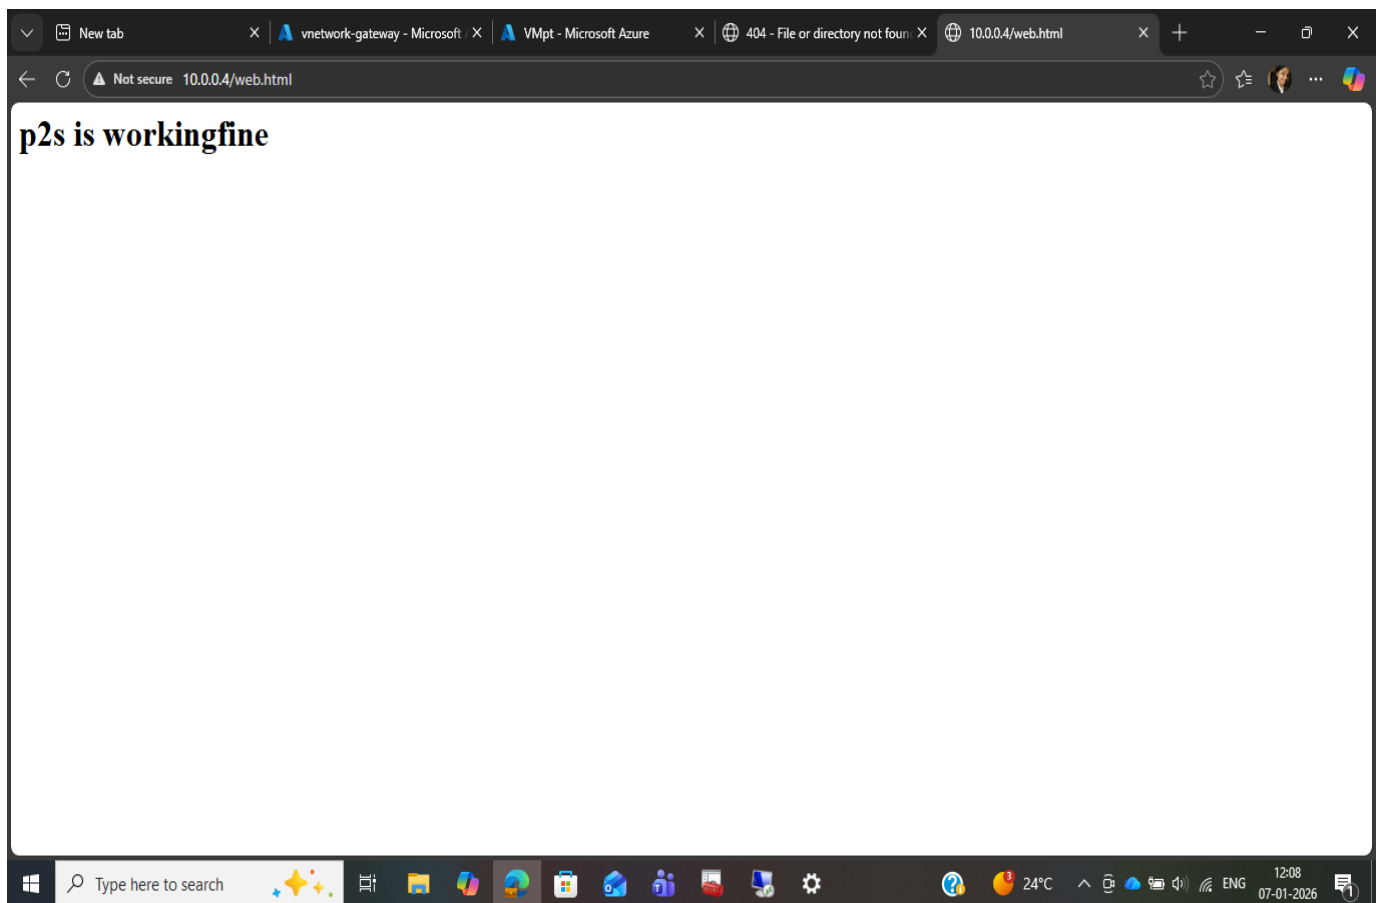 New tab
vnetwork-gateway - Microsoft
VMpt - Microsoft Azure
404 - File or directory not foun
10.0.0.4/web.html
Not secure 10.0.0.4/web.html
p2s is workingfine
Type here to search
3
24°C
ENG
12:08
07-01-2026
1